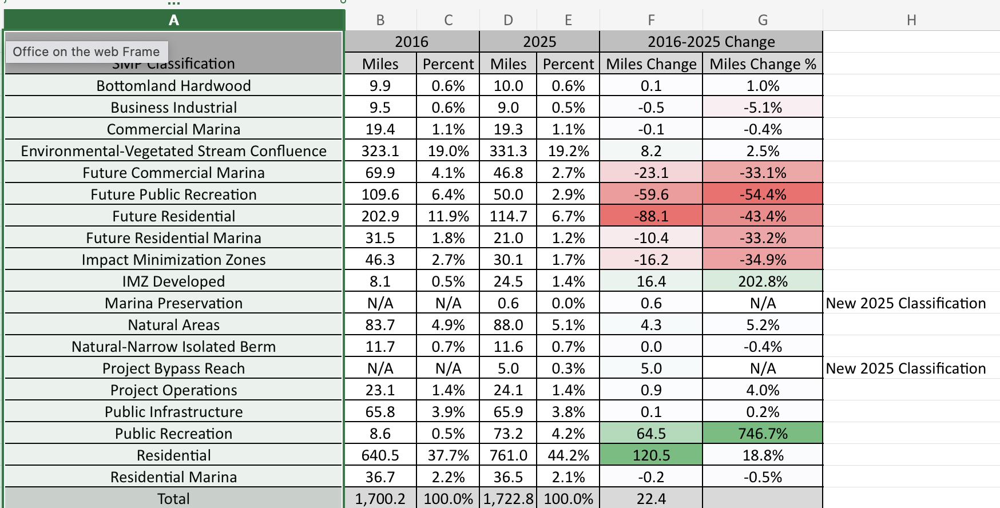 A B C D E F G H
2016 2025 2016-2025 Change
Office on the web Frame
SMP Classification Miles Percent Miles Percent Miles Change Miles Change %
Bottomland Hardwood 9.9 0.6% 10.0 0.6% 0.1 1.0%
Business Industrial 9.5 0.6% 9.0 0.5% -0.5 -5.1%
Commercial Marina 19.4 1.1% 19.3 1.1% -0.1 -0.4%
Environmental-Vegetated Stream Confluence 323.1 19.0% 331.3 19.2% 8.2 2.5%
Future Commercial Marina 69.9 4.1% 46.8 2.7% -23.1 -33.1%
Future Public Recreation 109.6 6.4% 50.0 2.9% -59.6 -54.4%
Future Residential 202.9 11.9% 114.7 6.7% -88.1 -43.4%
Future Residential Marina 31.5 1.8% 21.0 1.2% -10.4 -33.2%
Impact Minimization Zones 46.3 2.7% 30.1 1.7% -16.2 -34.9%
IMZ Developed 8.1 0.5% 24.5 1.4% 16.4 202.8%
Marina Preservation N/A N/A 0.6 0.0% 0.6 N/A New 2025 Classification
Natural Areas 83.7 4.9% 88.0 5.1% 4.3 5.2%
Natural-Narrow Isolated Berm 11.7 0.7% 11.6 0.7% 0.0 -0.4%
Project Bypass Reach N/A N/A 5.0 0.3% 5.0 N/A New 2025 Classification
Project Operations 23.1 1.4% 24.1 1.4% 0.9 4.0%
Public Infrastructure 65.8 3.9% 65.9 3.8% 0.1 0.2%
Public Recreation 8.6 0.5% 73.2 4.2% 64.5 746.7%
Residential 640.5 37.7% 761.0 44.2% 120.5 18.8%
Residential Marina 36.7 2.2% 36.5 2.1% -0.2 -0.5%
Total 1,700.2 100.0% 1,722.8 100.0% 22.4